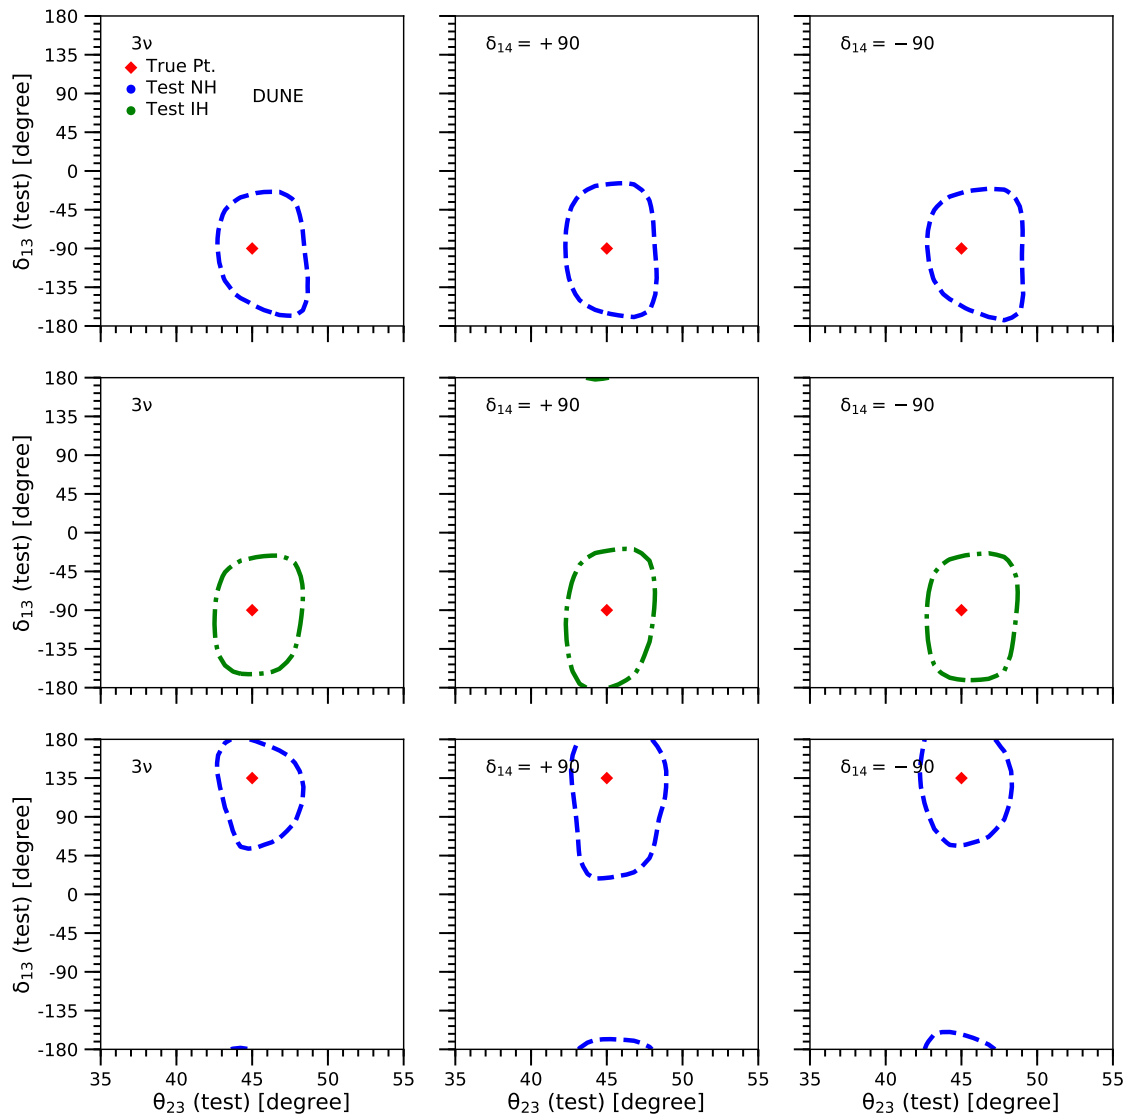 180
135
90
45
0
-45
-90
-135
-180
δ13 (test) [degree]
3ν
True Pt.
Test NH
Test IH
DUNE
δ14 = +90
δ14 = −90
180
135
90
45
0
-45
-90
-135
-180
δ13 (test) [degree]
3ν
δ14 = +90
δ14 = −90
180
135
90
45
0
-45
-90
-135
-180
δ13 (test) [degree]
3ν
δ14 = +90
δ14 = −90
35 40 45 50 55
35 40 45 50 55
35 40 45 50 55
θ23 (test) [degree]
θ23 (test) [degree]
θ23 (test) [degree]